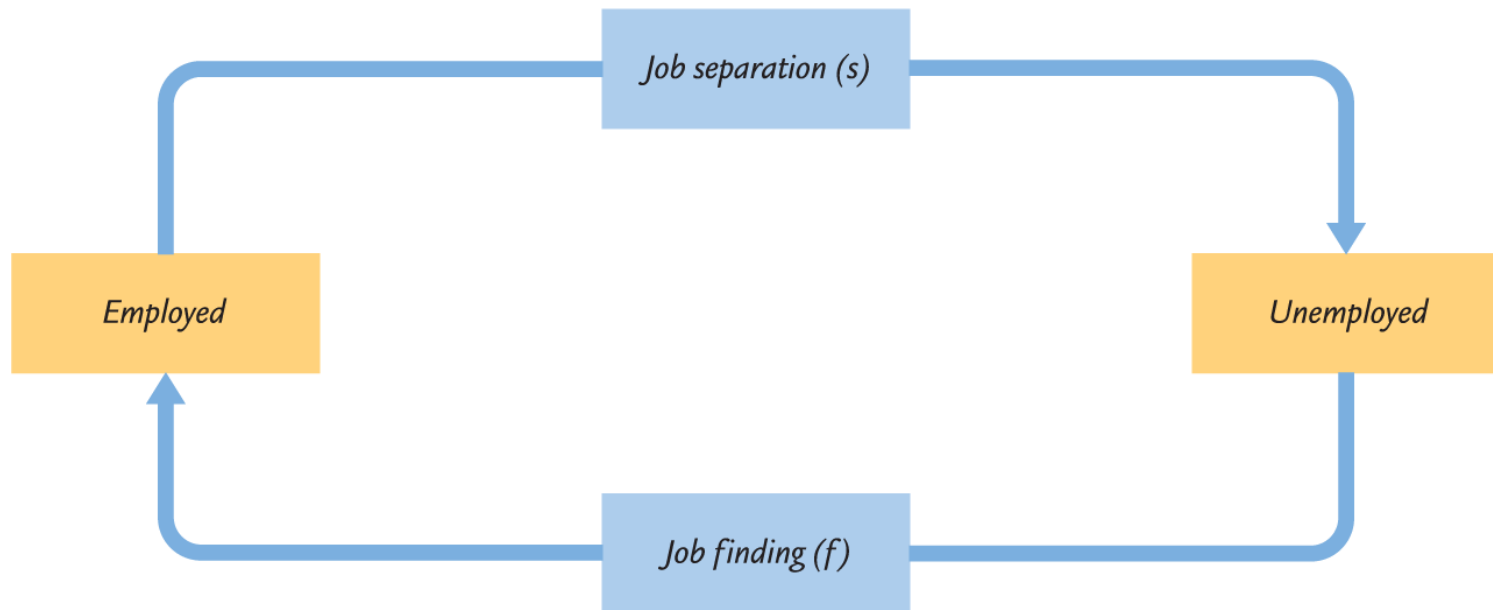 Job separation (s)
Employed
Unemployed
Job finding (f)